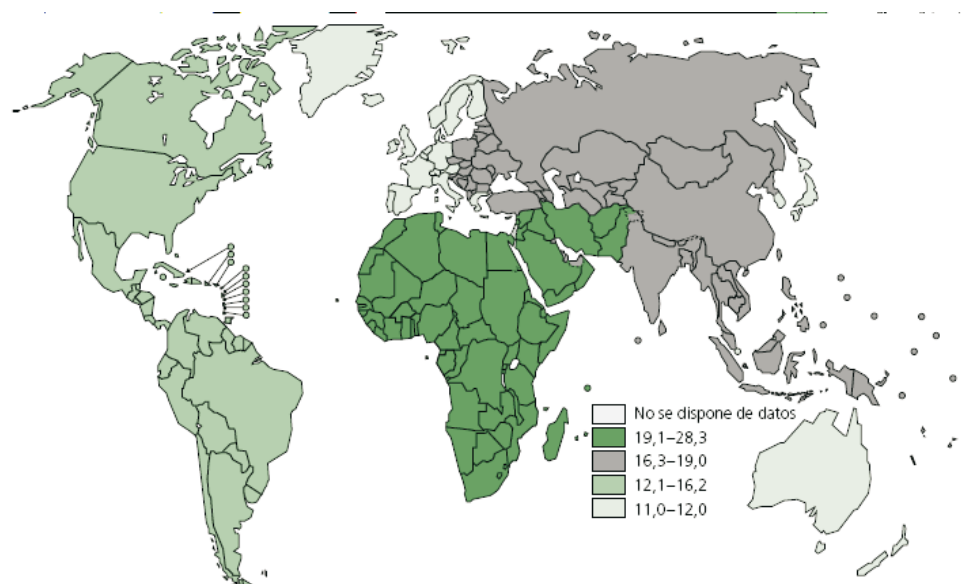 No se dispone de datos
19,1–28,3
16,3–19,0
12,1–16,2
11,0–12,0